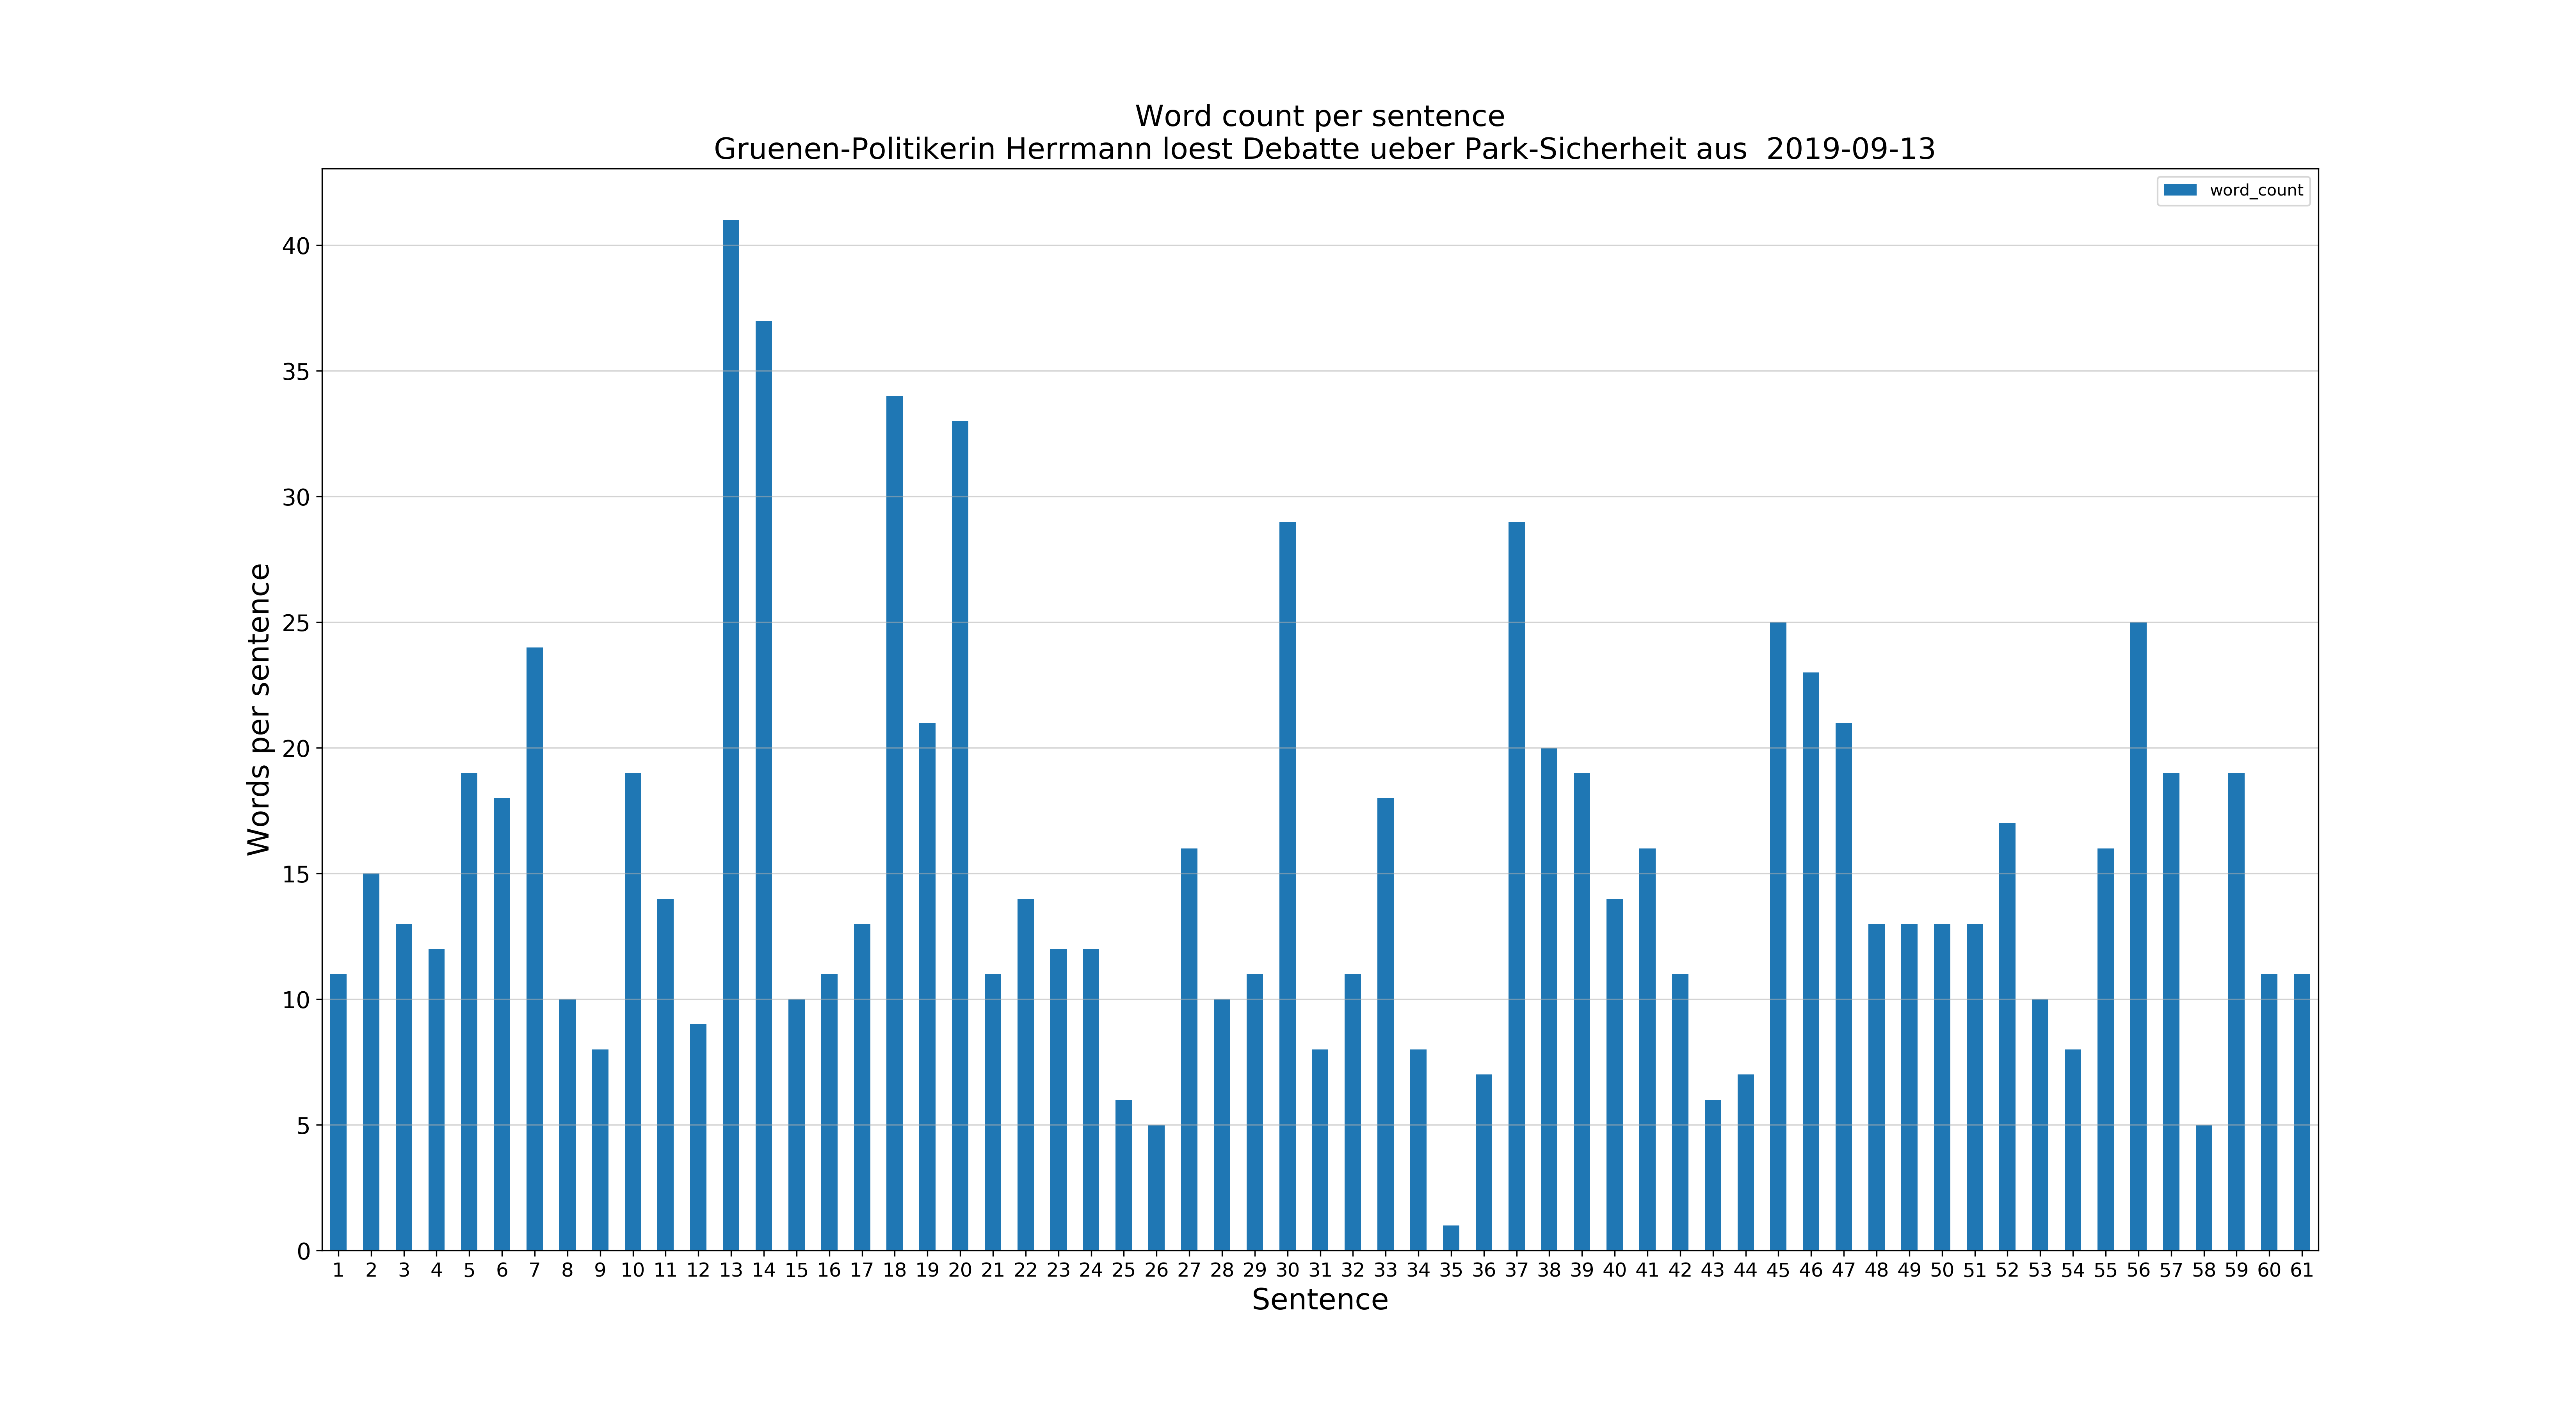 Word count per sentence
Gruenen-Politikerin Herrmann loest Debatte ueber Park-Sicherheit aus  2019-09-13
word_count
40
35
30
25
20
15
10
5
0
Words per sentence
1 2 3 4 5 6 7 8 9 10 11 12 13 14 15 16 17 18 19 20 21 22 23 24 25 26 27 28 29 30 31 32 33 34 35 36 37 38 39 40 41 42 43 44 45 46 47 48 49 50 51 52 53 54 55 56 57 58 59 60 61
Sentence